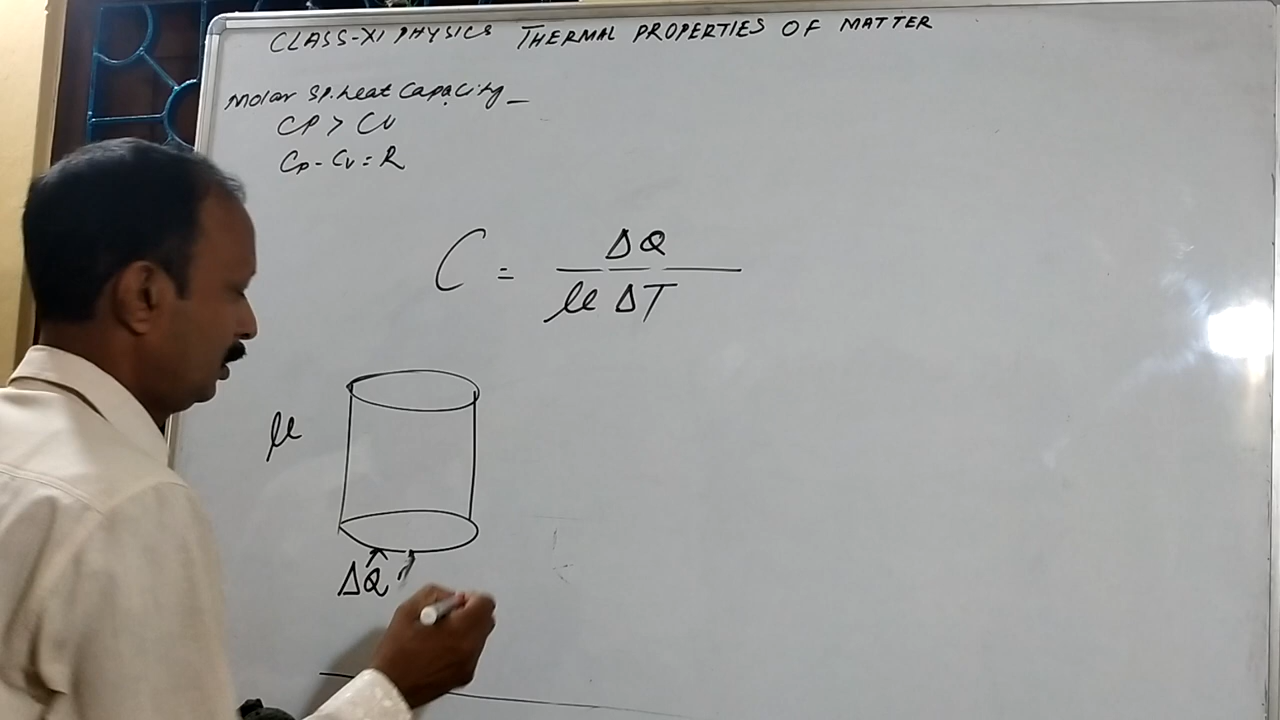 CLASS-XI PHYSICS THERMAL PROPERTIES OF MATTER
Molar SP. heat Capacity _
CP > CV
Cp - Cv = R
C = ΔQ / μ ΔT
μ
ΔQ